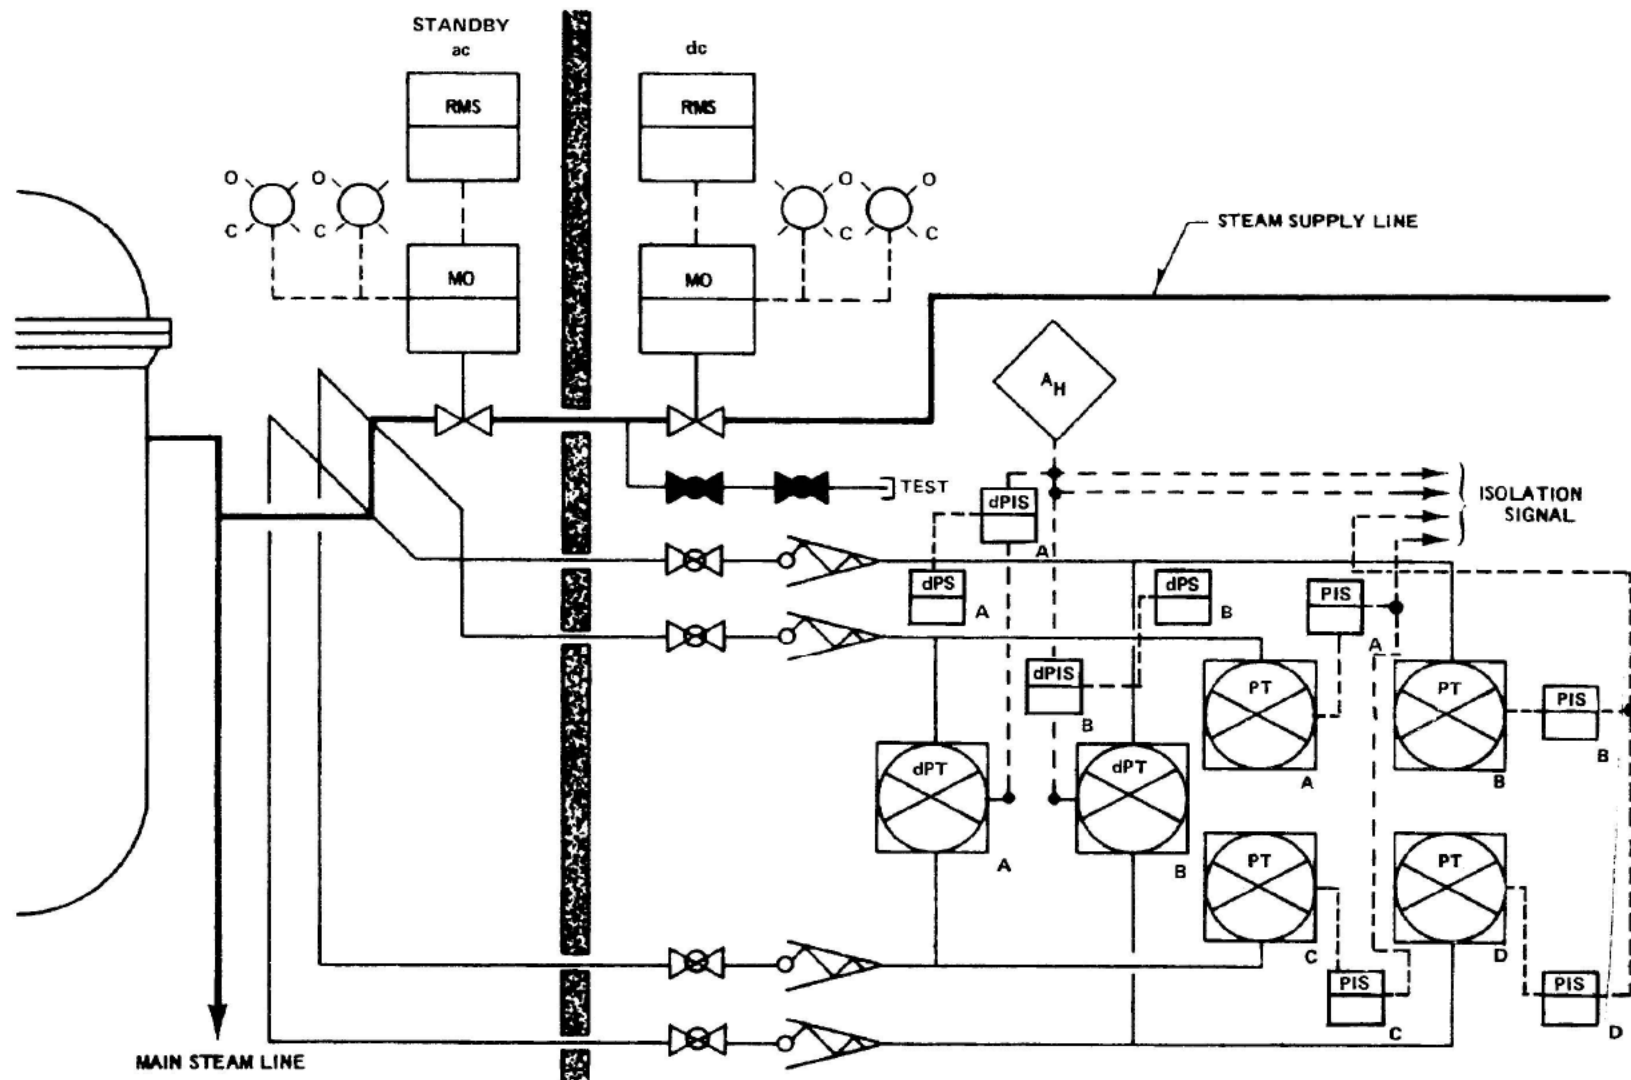 STANDBY
ac
dc
RMS
RMS
O
O
O
O
C
C
C
C
MO
MO
STEAM SUPPLY LINE
AH
TEST
dPIS
A
ISOLATION
SIGNAL
dPS
A
dPS
B
PIS
A
dPIS
B
PT
A
PT
B
PIS
B
dPT
A
dPT
B
PT
C
PT
D
PIS
C
PIS
D
MAIN STEAM LINE